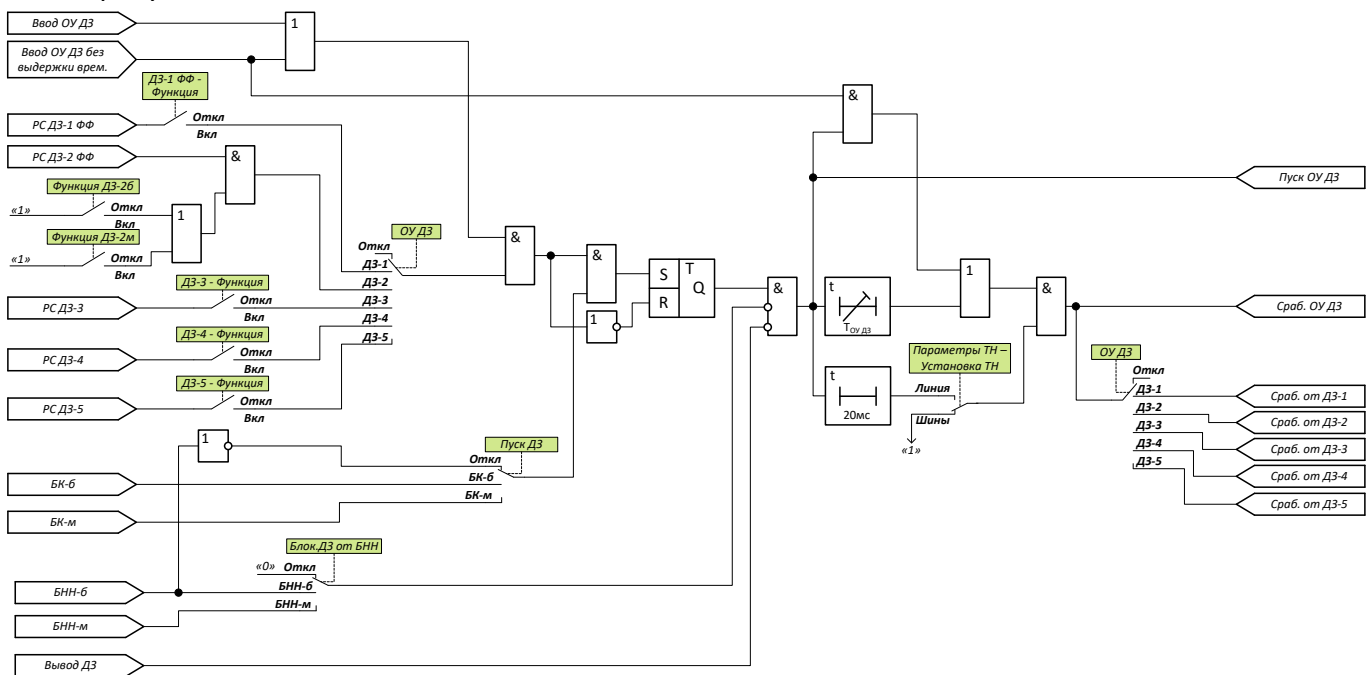 Ввод ОУ ДЗ
1
Ввод ОУ ДЗ без
выдержки врем.
ДЗ-1 ФФ -
Функция
&
РС ДЗ-1 ФФ
Откл
Вкл
РС ДЗ-2 ФФ
&
Пуск ОУ ДЗ
Функция ДЗ-2б
«1»
Откл
Вкл
1
Функция ДЗ-2м
«1»
Откл
Вкл
ОУ ДЗ
Откл
ДЗ-1
ДЗ-2
ДЗ-3
ДЗ-4
ДЗ-5
&
&
S
T
Q
R
1
&
t
TОУ ДЗ
1
&
Сраб. ОУ ДЗ
ДЗ-3 - Функция
РС ДЗ-3
Откл
Вкл
ДЗ-4 - Функция
РС ДЗ-4
Откл
Вкл
ДЗ-5 - Функция
РС ДЗ-5
Откл
Вкл
t
20мс
Параметры ТН –
Установка ТН
Линия
Шины
«1»
ОУ ДЗ
Откл
ДЗ-1
ДЗ-2
ДЗ-3
ДЗ-4
ДЗ-5
Сраб. от ДЗ-1
Сраб. от ДЗ-2
Сраб. от ДЗ-3
Сраб. от ДЗ-4
Сраб. от ДЗ-5
1
Пуск ДЗ
Откл
БК-б
БК-м
БК-б
БК-м
Блок.ДЗ от БНН
«0» Откл
БНН-б
БНН-м
БНН-б
БНН-м
Вывод ДЗ